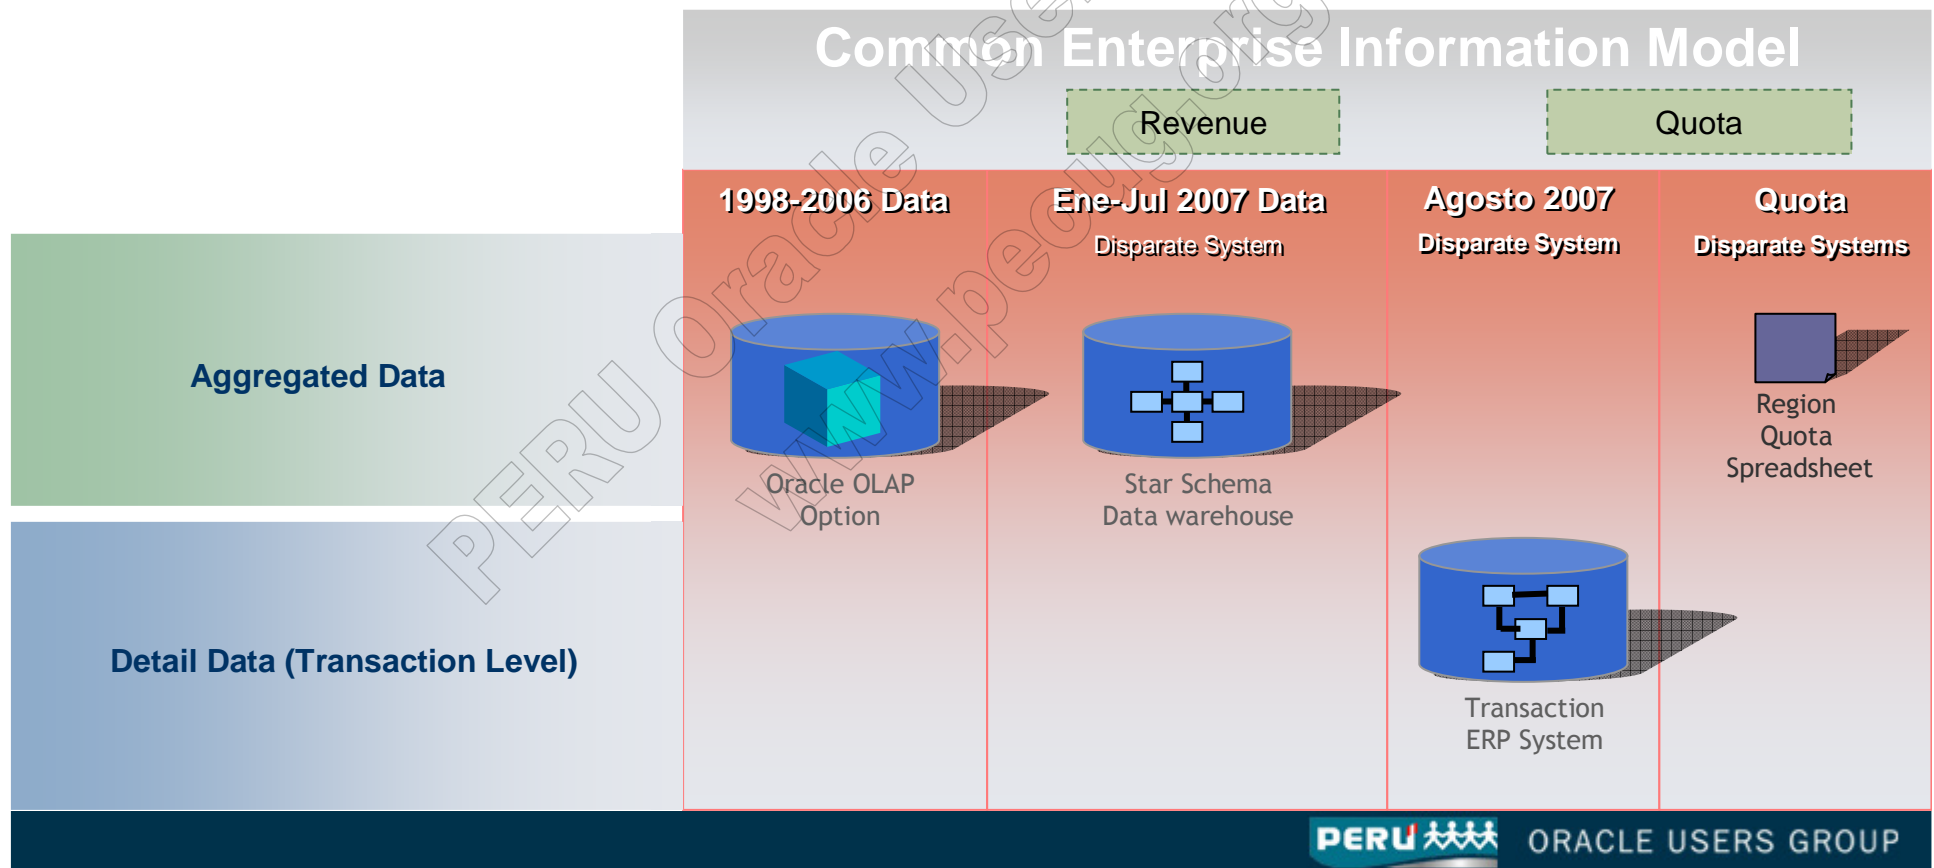 Common Enterprise Information Model
Revenue
Quota
1998-2006 Data
Ene-Jul 2007 Data
Disparate System
Agosto 2007
Disparate System
Quota
Disparate Systems
Aggregated Data
Oracle OLAP
Option
Star Schema
Data warehouse
Region
Quota
Spreadsheet
Detail Data (Transaction Level)
Transaction
ERP System
PERU Oracle Use
www.peoug.org
PERU ORACLE USERS GROUP